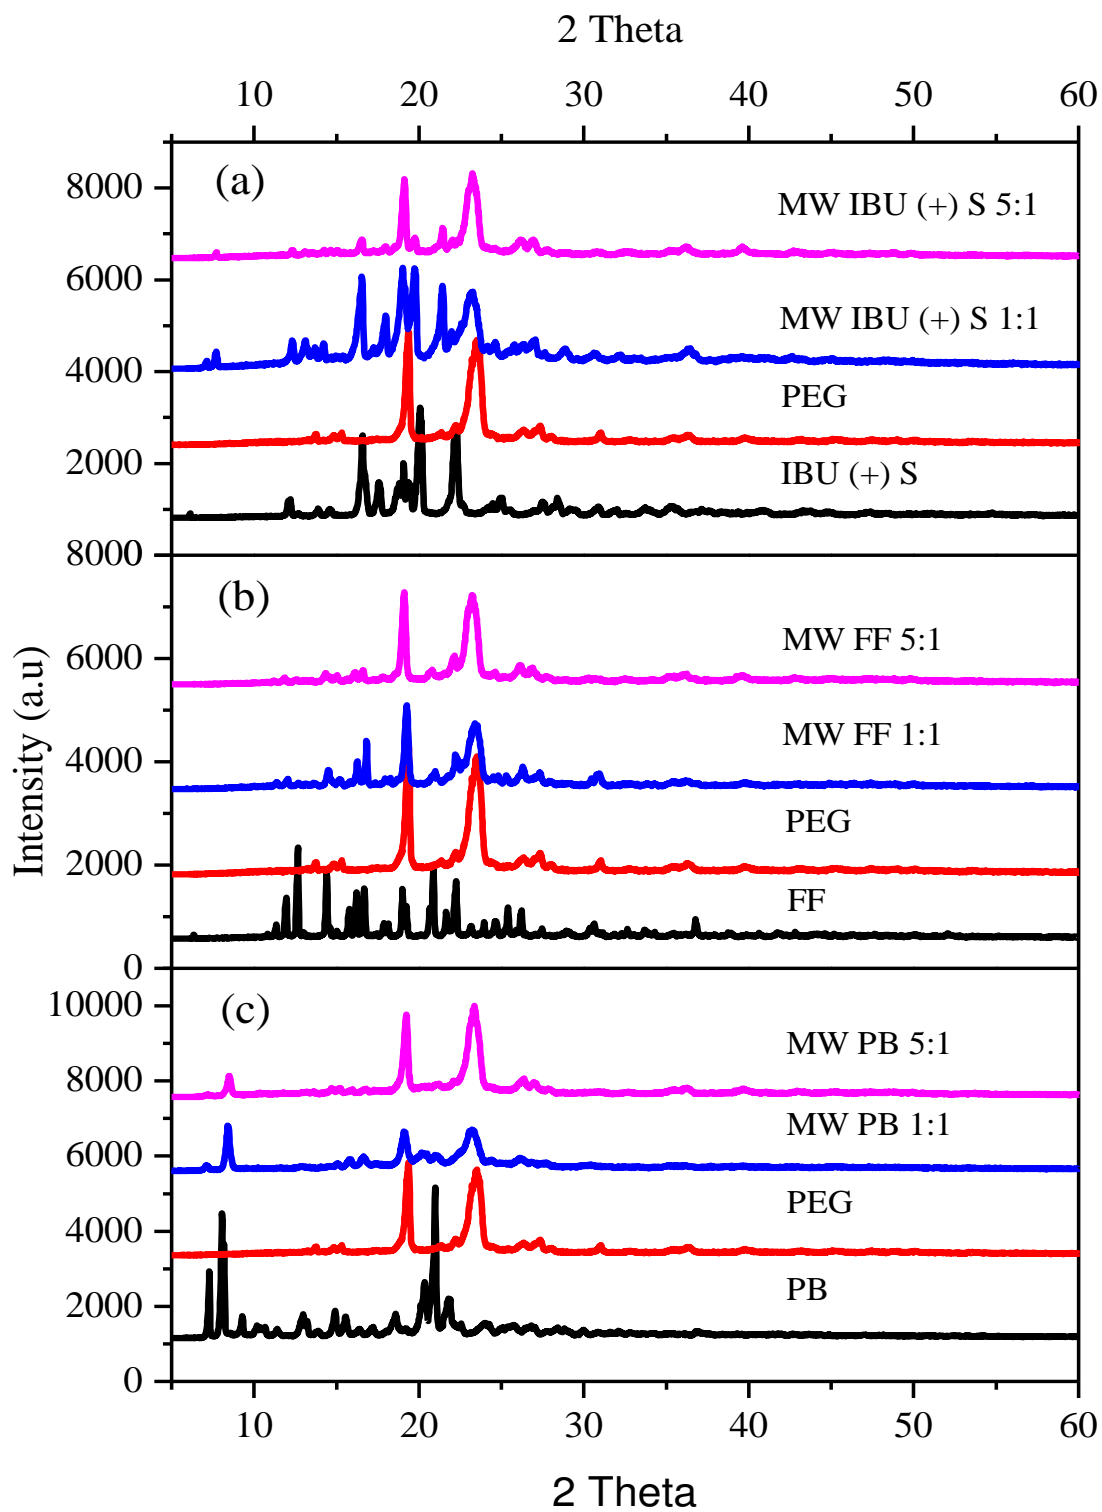 2 Theta
10 20 30 40 50 60
(a)
8000
MW IBU (+) S 5:1
6000
MW IBU (+) S 1:1
4000
PEG
2000
IBU (+) S
8000
(b)
MW FF 5:1
6000
MW FF 1:1
4000
PEG
2000
FF
0
Intensity (a.u)
10000
(c)
MW PB 5:1
8000
MW PB 1:1
6000
PEG
4000
PB
2000
0
10 20 30 40 50 60
2 Theta